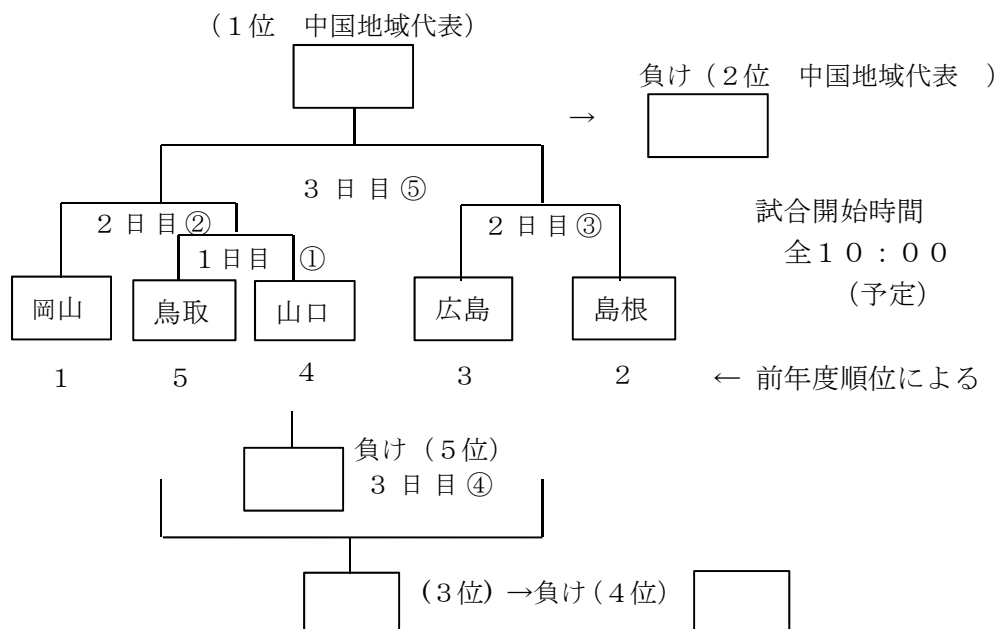 (１位　中国地域代表)
負け（２位　中国地域代表　）
→
３日目⑤
２日目②
２日目③
試合開始時間
全１０：００
（予定）
１日目　①
岡山　鳥取　山口　広島　島根
１　５　４　３　２　← 前年度順位による
負け（５位）
３日目④
(３位) →負け（４位）